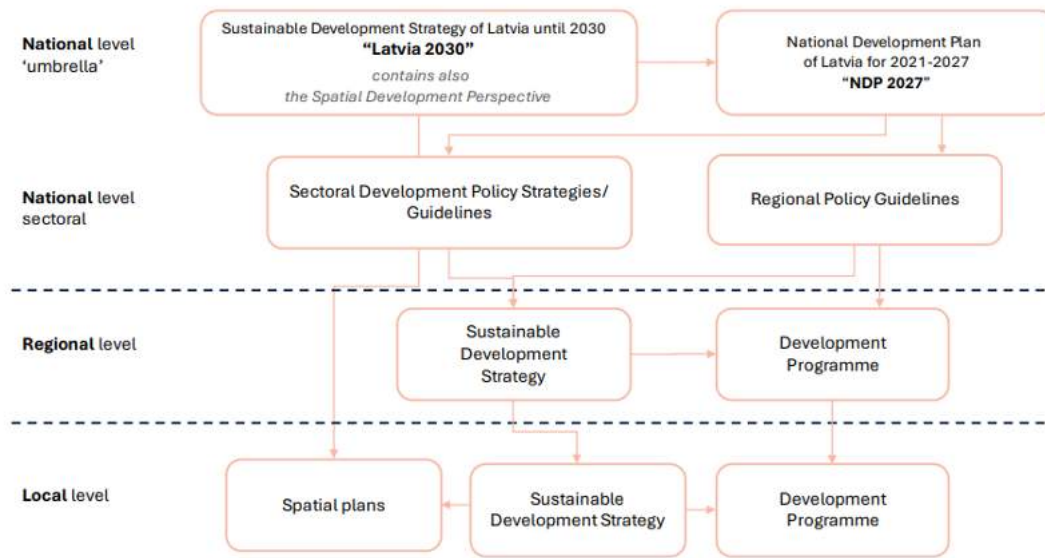 National level
‘umbrella’
Sustainable Development Strategy of Latvia until 2030
“Latvia 2030”
contains also
the Spatial Development Perspective
National Development Plan
of Latvia for 2021-2027
“NDP 2027”
National level
sectoral
Sectoral Development Policy Strategies/
Guidelines
Regional Policy Guidelines
Regional level
Sustainable
Development
Strategy
Development
Programme
Local level
Spatial plans
Sustainable
Development Strategy
Development
Programme